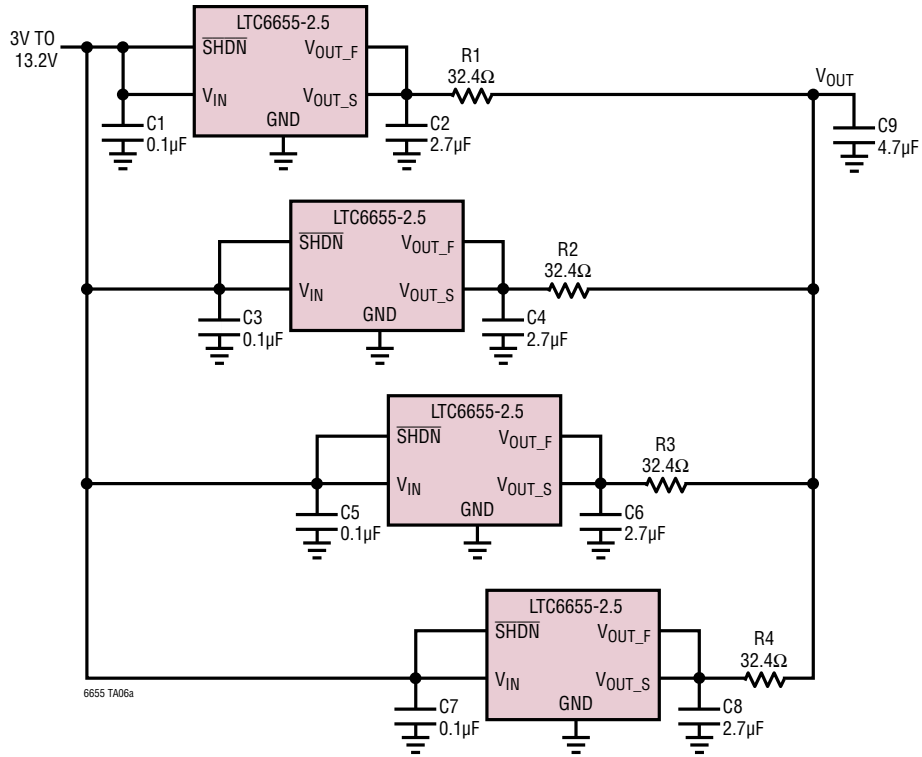 3V TO
13.2V
LTC6655-2.5
SHDN
VOUT_F
VIN
VOUT_S
GND
C1
0.1µF
C2
2.7µF
R1
32.4Ω
VOUT
C9
4.7µF
LTC6655-2.5
SHDN
VOUT_F
VIN
VOUT_S
GND
C3
0.1µF
C4
2.7µF
R2
32.4Ω
LTC6655-2.5
SHDN
VOUT_F
VIN
VOUT_S
GND
C5
0.1µF
C6
2.7µF
R3
32.4Ω
LTC6655-2.5
SHDN
VOUT_F
VIN
VOUT_S
GND
C7
0.1µF
C8
2.7µF
R4
32.4Ω
6655 TA06a